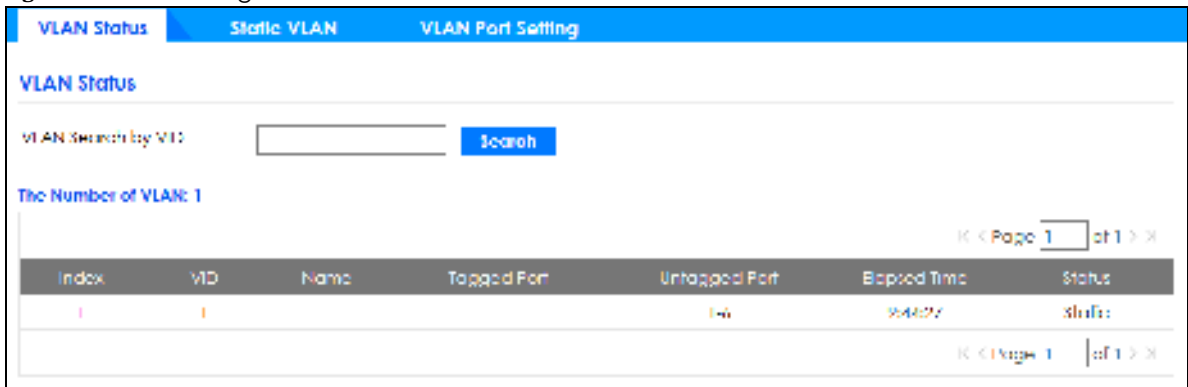 VLAN Status Static VLAN VLAN Port Setting
VLAN Status
VLAN Search by VID Search
The Number of VLAN: 1
Page 1 of 1
Index VID Name Tagged Port Untagged Port Elapsed Time Status
1 1 Static
Page 1 of 1